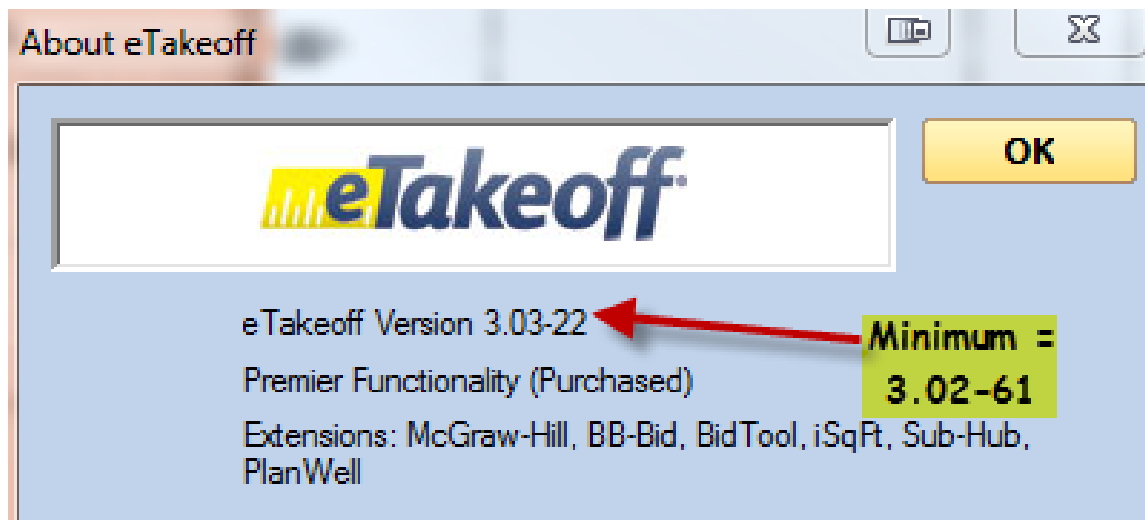 About eTakeoff
OK
eTakeoff
eTakeoff Version 3.03-22
Minimum =
3.02-61
Premier Functionality (Purchased)
Extensions: McGraw-Hill, BB-Bid, BidTool, iSqFt, Sub-Hub,
PlanWell